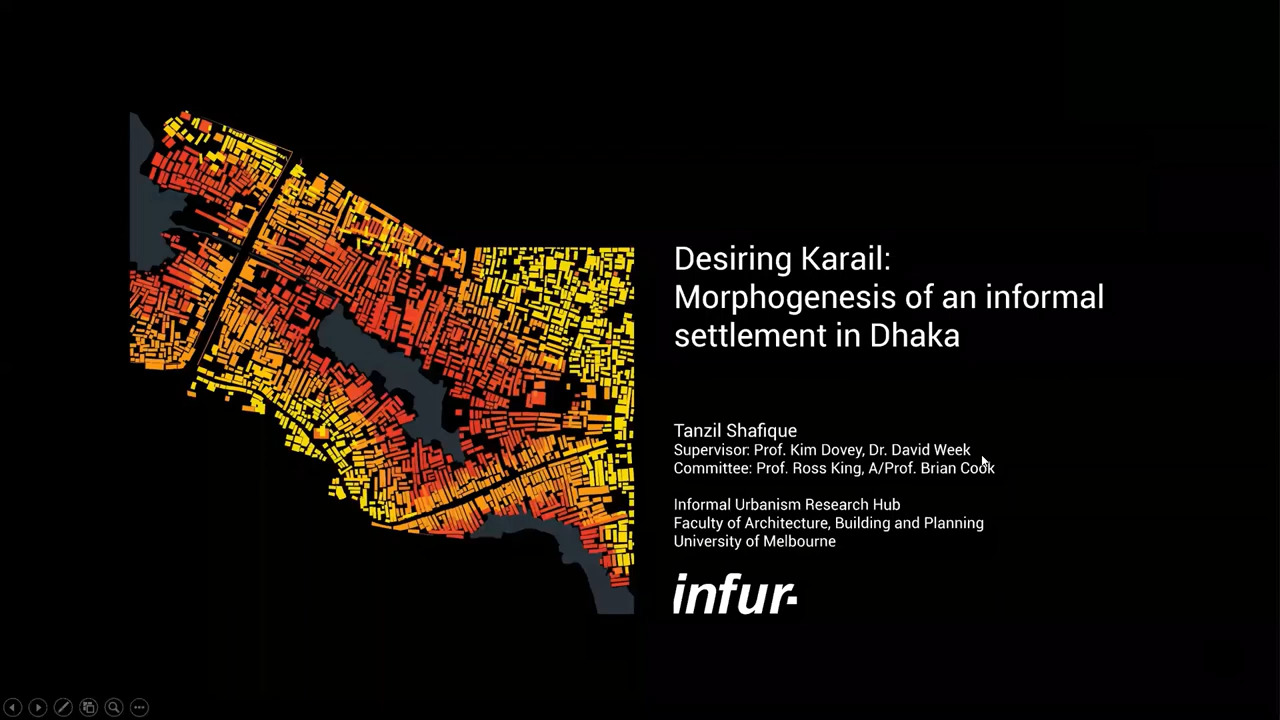 Desiring Karail:
Morphogenesis of an informal
settlement in Dhaka
Tanzil Shafique
Supervisor: Prof. Kim Dovey, Dr. David Week
Committee: Prof. Ross King, A/Prof. Brian Cook
Informal Urbanism Research Hub
Faculty of Architecture, Building and Planning
University of Melbourne
infur-